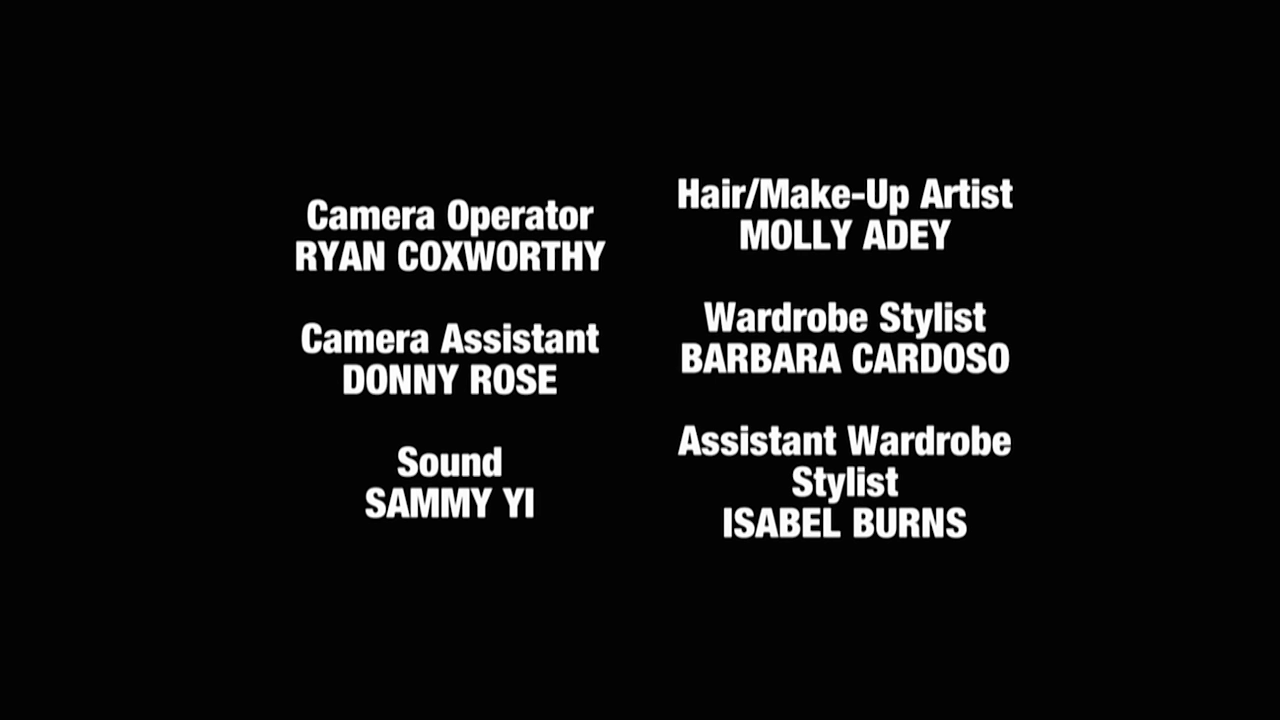 Camera Operator
RYAN COXWORTHY
Camera Assistant
DONNY ROSE
Sound
SAMMY YI
Hair/Make-Up Artist
MOLLY ADEY
Wardrobe Stylist
BARBARA CARDOSO
Assistant Wardrobe
Stylist
ISABEL BURNS